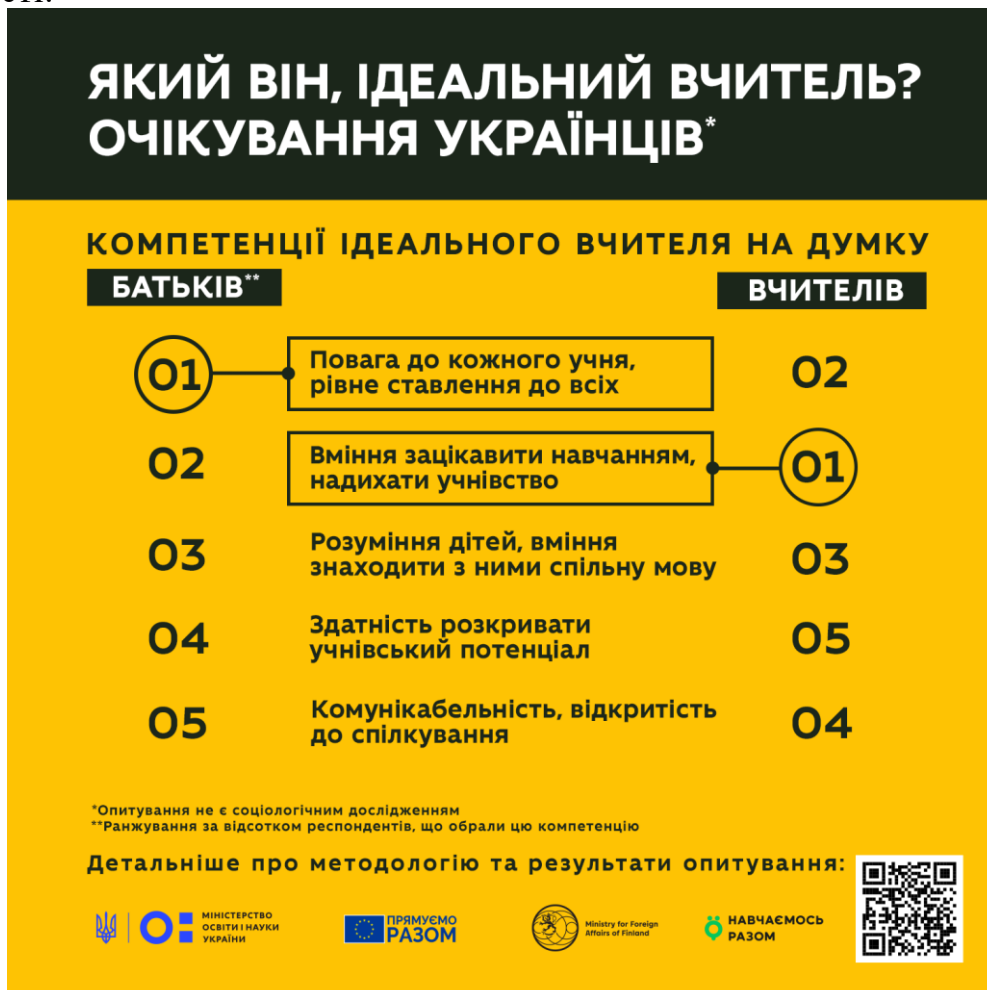 ЯКИЙ ВІН, ІДЕАЛЬНИЙ ВЧИТЕЛЬ?
ОЧІКУВАННЯ УКРАЇНЦІВ*
КОМПЕТЕНЦІЇ ІДЕАЛЬНОГО ВЧИТЕЛЯ НА ДУМКУ
БАТЬКІВ**
ВЧИТЕЛІВ
01
Повага до кожного учня,
рівне ставлення до всіх
02
02
Вміння зацікавити навчанням,
надихати учнівство
01
03
Розуміння дітей, вміння
знаходити з ними спільну мову
03
04
Здатність розкривати
учнівський потенціал
05
05
Комунікабельність, відкритість
до спілкування
04
*Опитування не є соціологічним дослідженням
**Ранжування за відсотком респондентів, що обрали цю компетенцію
Детальніше про методологію та результати опитування:
МІНІСТЕРСТВО
ОСВІТИ І НАУКИ
УКРАЇНИ
ПРЯМУЄМО
РАЗОМ
Ministry for Foreign
Affairs of Finland
НАВЧАЄМОСЬ
РАЗОМ